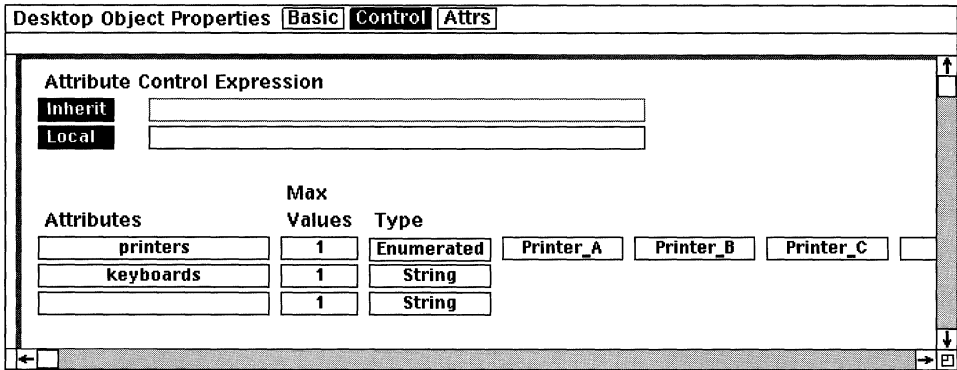 Desktop Object Properties Basic Control Attrs
Attribute Control Expression
Inherit
Local
Max
Attributes Values Type
printers 1 Enumerated Printer_A Printer_B Printer_C
keyboards 1 String
1 String